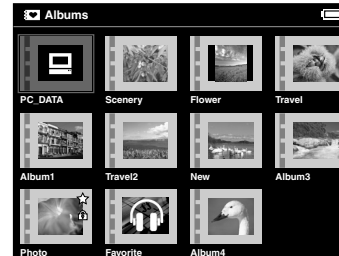 Albums
PC_DATA Scenery Flower Travel
Album1 Travel2 New Album3
Photo Favorite Album4